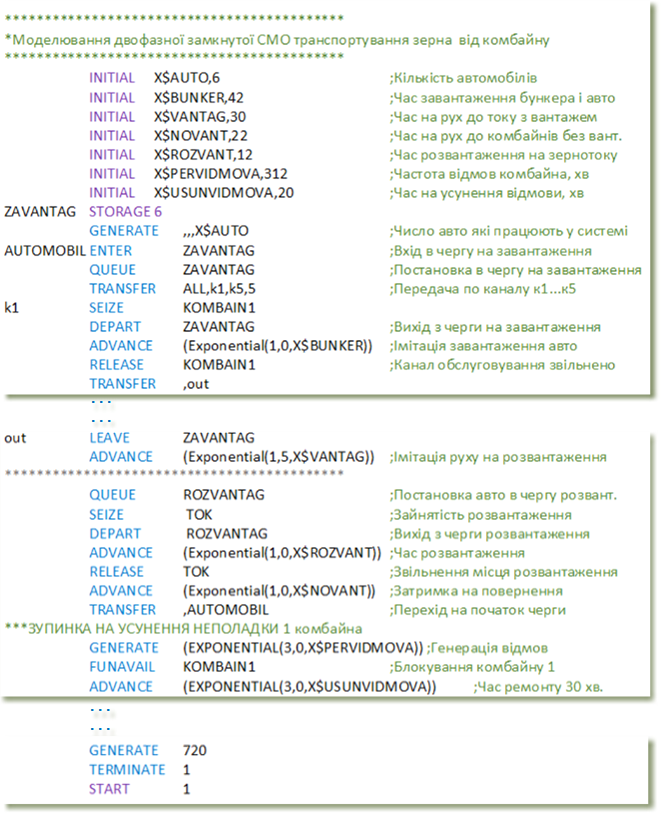 *******************************************
*Моделювання двофазної замкнутої СМО транспортування зерна від комбайну
*******************************************
INITIAL X$AUTO,6 ;Кількість автомобілів
INITIAL X$BUNKER,42 ;Час завантаження бункера і авто
INITIAL X$VANTAG,30 ;Час на рух до току з вантажем
INITIAL X$NOVANT,22 ;Час на рух до комбайнів без вант.
INITIAL X$ROZVANT,12 ;Час розвантаження на зернотоку
INITIAL X$PERVIDMOVA,312 ;Частота відмов комбайна, хв
INITIAL X$USUNVIDMOVA,20 ;Час на усунення відмови, хв
ZAVANTAG STORAGE 6
GENERATE ,,,X$AUTO ;Число авто які працюють у системі
AUTOMOBIL ENTER ZAVANTAG ;Вхід в чергу на завантаження
QUEUE ZAVANTAG ;Постановка в чергу на завантаження
TRANSFER ALL,k1,k5,5 ;Передача по каналу к1...к5
k1 SEIZE KOMBAIN1
DEPART ZAVANTAG ;Вихід з черги на завантаження
ADVANCE (Exponential(1,0,X$BUNKER)) ;Імітація завантаження авто
RELEASE KOMBAIN1 ;Канал обслуговування звільнено
TRANSFER ,out
...
...
out LEAVE ZAVANTAG
ADVANCE (Exponential(1,5,X$VANTAG)) ;Імітація руху на розвантаження
*******************************************
QUEUE ROZVANTAG ;Постановка авто в чергу розвант.
SEIZE TOK ;Зайнятість розвантаження
DEPART ROZVANTAG ;Вихід з черги розвантаження
ADVANCE (Exponential(1,0,X$ROZVANT)) ;Час розвантаження
RELEASE TOK ;Звільнення місця розвантаження
ADVANCE (Exponential(1,0,X$NOVANT)) ;Затримка на повернення
TRANSFER ,AUTOMOBIL ;Перехід на початок черги
***ЗУПИНКА НА УСУНЕННЯ НЕПОЛАДКИ 1 комбайна
GENERATE (EXPONENTIAL(3,0,X$PERVIDMOVA)) ;Генерація відмов
FUNAVAIL KOMBAIN1 ;Блокування комбайну 1
ADVANCE (EXPONENTIAL(3,0,X$USUNVIDMOVA)) ;Час ремонту 30 хв.
...
...
GENERATE 720
TERMINATE 1
START 1